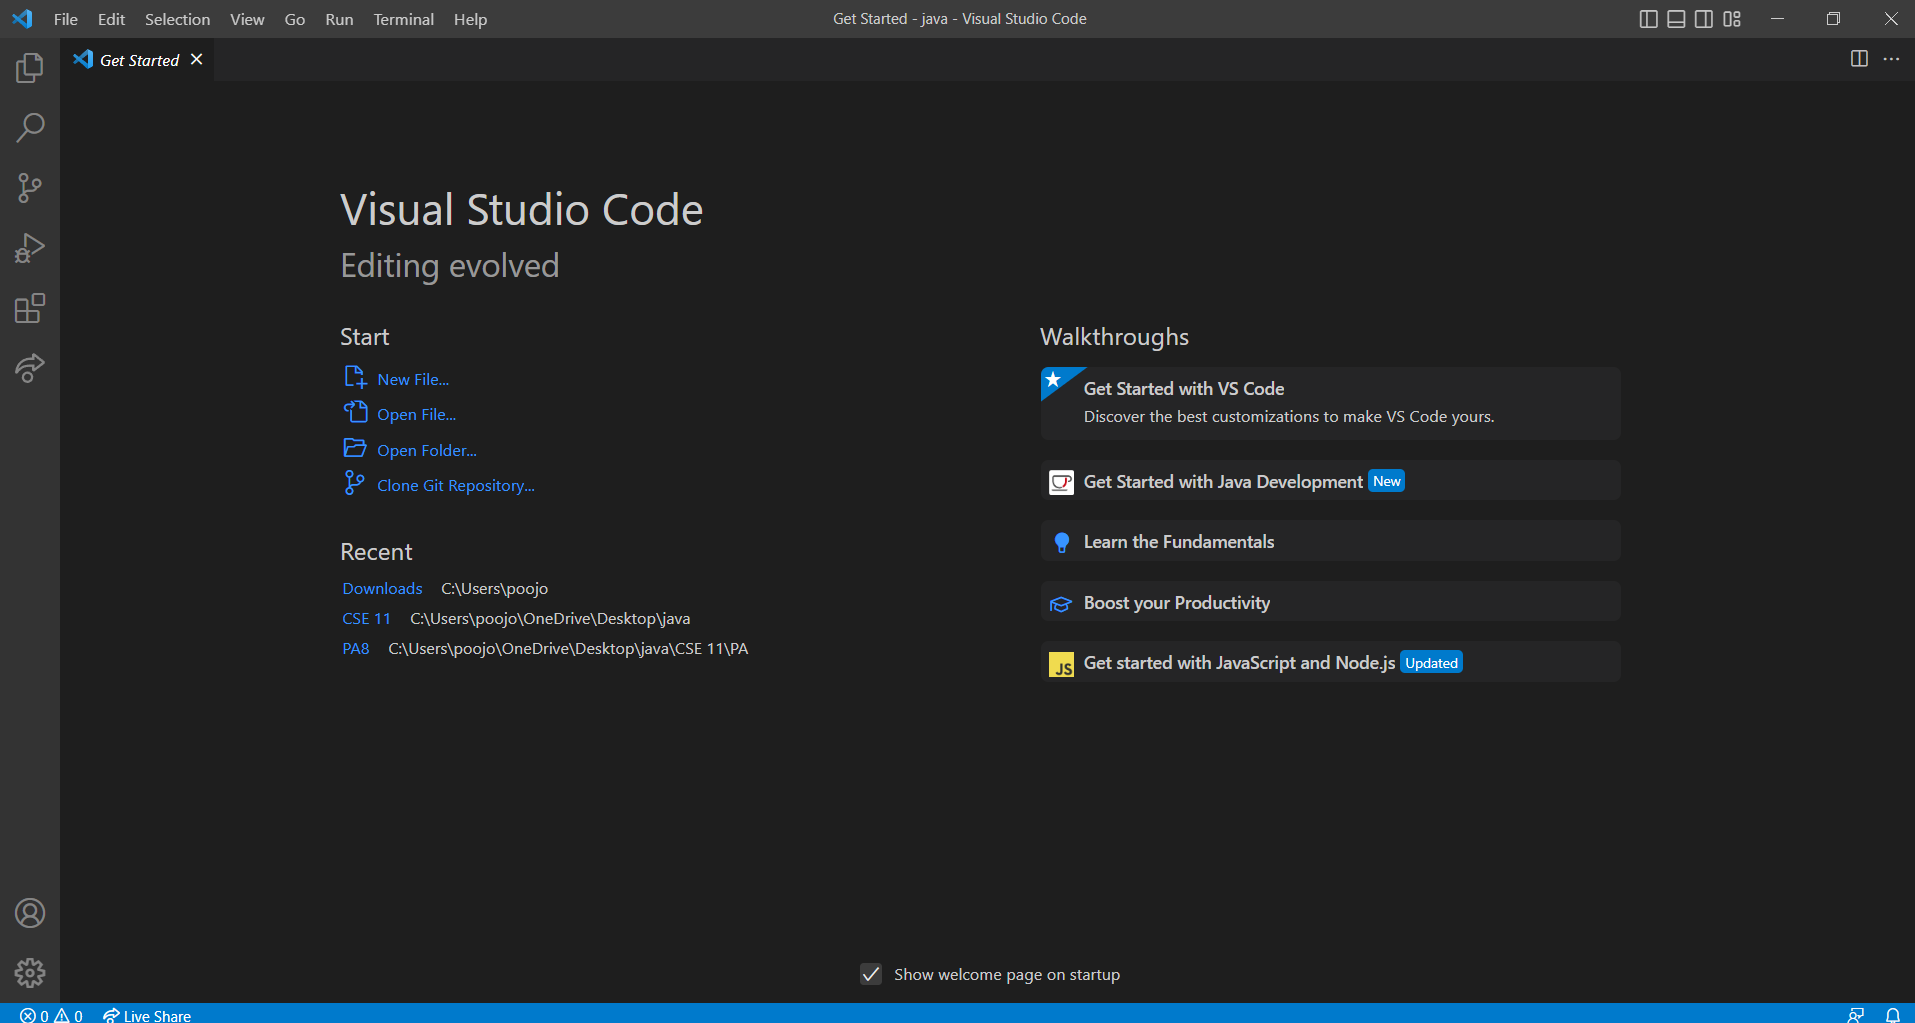 File Edit Selection View Go Run Terminal Help Get Started - java - Visual Studio Code
Get Started
Visual Studio Code
Editing evolved
Start
New File...
Open File...
Open Folder...
Clone Git Repository...
Recent
Downloads C:\Users\poojo
CSE 11 C:\Users\poojo\OneDrive\Desktop\java
PA8 C:\Users\poojo\OneDrive\Desktop\java\CSE 11\PA
Walkthroughs
Get Started with VS Code
Discover the best customizations to make VS Code yours.
Get Started with Java Development New
Learn the Fundamentals
Boost your Productivity
JS Get started with JavaScript and Node.js Updated
Show welcome page on startup
0 0 Live Share